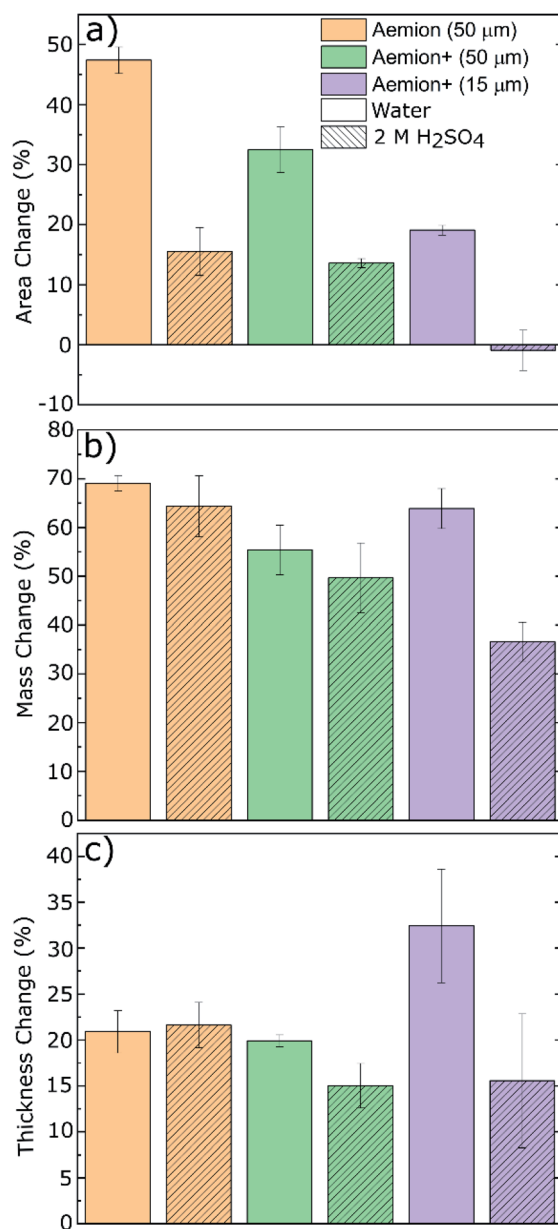 a)
Aemion (50 μm)
Aemion+ (50 μm)
Aemion+ (15 μm)
Water
2 M H₂SO₄
Area Change (%)
50
40
30
20
10
0
-10
b)
Mass Change (%)
80
70
60
50
40
30
20
10
0
c)
Thickness Change (%)
40
35
30
25
20
15
10
5
0